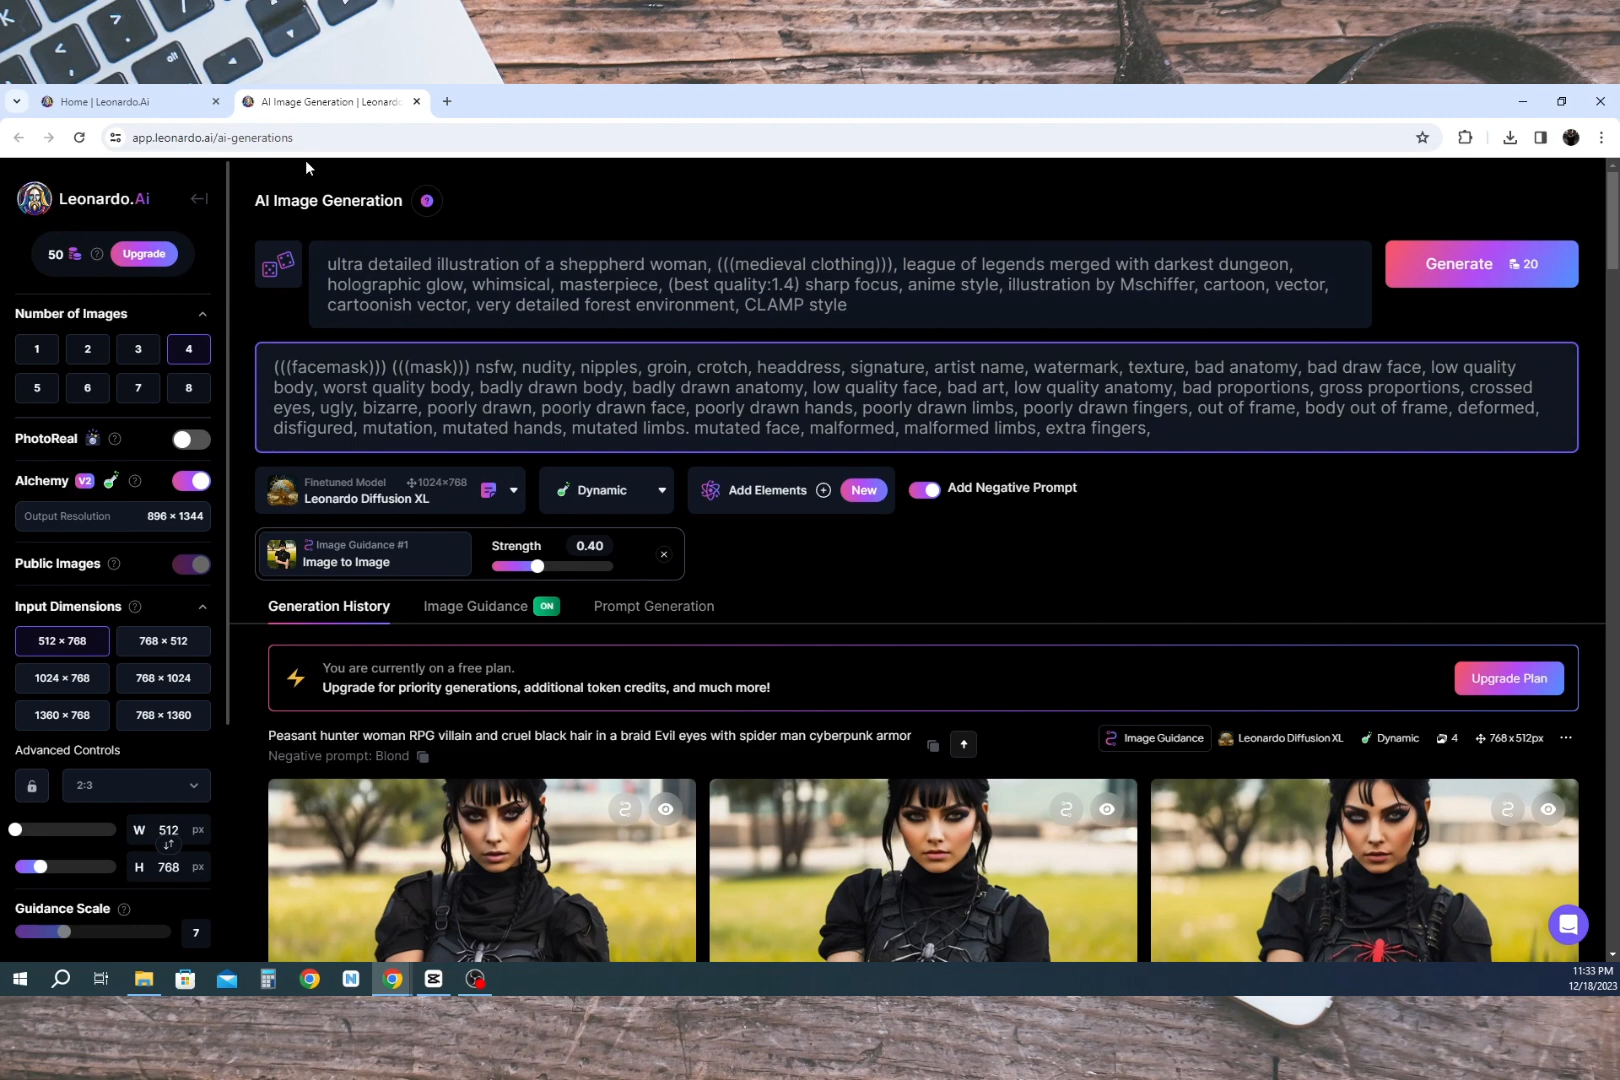 Home | Leonardo.Ai
AI Image Generation | Leonardo
app.leonardo.ai/ai-generations
Leonardo.Ai
50
Upgrade
Number of Images
1 2 3 4
5 6 7 8
PhotoReal
Alchemy V2
Output Resolution 896 × 1344
Public Images
Input Dimensions
512 × 768 768 × 512
1024 × 768 768 × 1024
1360 × 768 768 × 1360
Advanced Controls
2:3
W 512 px
H 768 px
Guidance Scale
7
AI Image Generation
ultra detailed illustration of a sheppherd woman, (((medieval clothing))), league of legends merged with darkest dungeon,
holographic glow, whimsical, masterpiece, (best quality:1.4) sharp focus, anime style, illustration by Mschiffer, cartoon, vector,
cartoonish vector, very detailed forest environment, CLAMP style
Generate 20
(((facemask))) (((mask))) nsfw, nudity, nipples, groin, crotch, headdress, signature, artist name, watermark, texture, bad anatomy, bad draw face, low quality
body, worst quality body, badly drawn body, badly drawn anatomy, low quality face, bad art, low quality anatomy, bad proportions, gross proportions, crossed
eyes, ugly, bizarre, poorly drawn, poorly drawn face, poorly drawn hands, poorly drawn limbs, poorly drawn fingers, out of frame, body out of frame, deformed,
disfigured, mutation, mutated hands, mutated limbs. mutated face, malformed, malformed limbs, extra fingers,
Finetuned Model 1024×768
Leonardo Diffusion XL
Dynamic
Add Elements New
Add Negative Prompt
Image Guidance #1
Image to Image
Strength 0.40
Generation History
Image Guidance ON
Prompt Generation
You are currently on a free plan.
Upgrade for priority generations, additional token credits, and much more!
Upgrade Plan
Peasant hunter woman RPG villain and cruel black hair in a braid Evil eyes with spider man cyberpunk armor
Negative prompt: Blond
Image Guidance
Leonardo Diffusion XL
Dynamic
4
768 x 512px
11:33 PM
12/18/2023